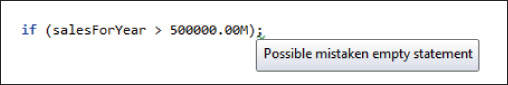 if (salesForYear > 500000.00M);
Possible mistaken empty statement